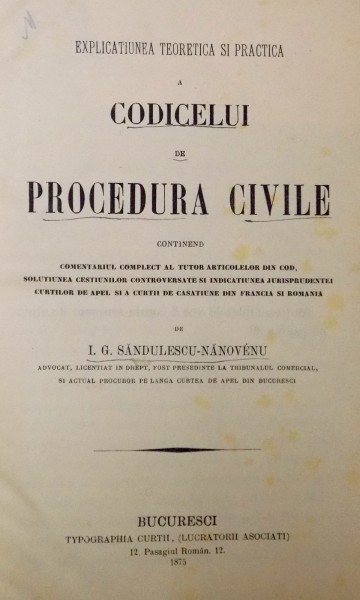 EXPLICATIUNEA TEORETICA SI PRACTICA
A
CODICELUI
DE
PROCEDURA CIVILE
CONTINEND
COMENTARIUL COMPLECT AL TUTOR ARTICOLELOR DIN COD,
SOLUTIUNEA CESTIUNILOR CONTROVERSATE SI INDICATIUNEA JURISPRUDENTEI
CURTILOR DE APEL SI A CURTII DE CASATIUNE DIN FRANCIA SI ROMANIA
DE
I. G. SĂNDULESCU-NĂNOVÉNU
ADVOCAT, LICENTIAT IN DREPT, FOST PRESEDINTE LA TRIBUNALUL COMERCIAL,
SI ACTUAL PROCUROR PE LANGA CURTEA DE APEL DIN BUCURESCI
BUCURESCI
TYPOGRAPHIA CURTII, (LUCRATORII ASOCIATI)
12. Pasagiul Român. 12.
1875